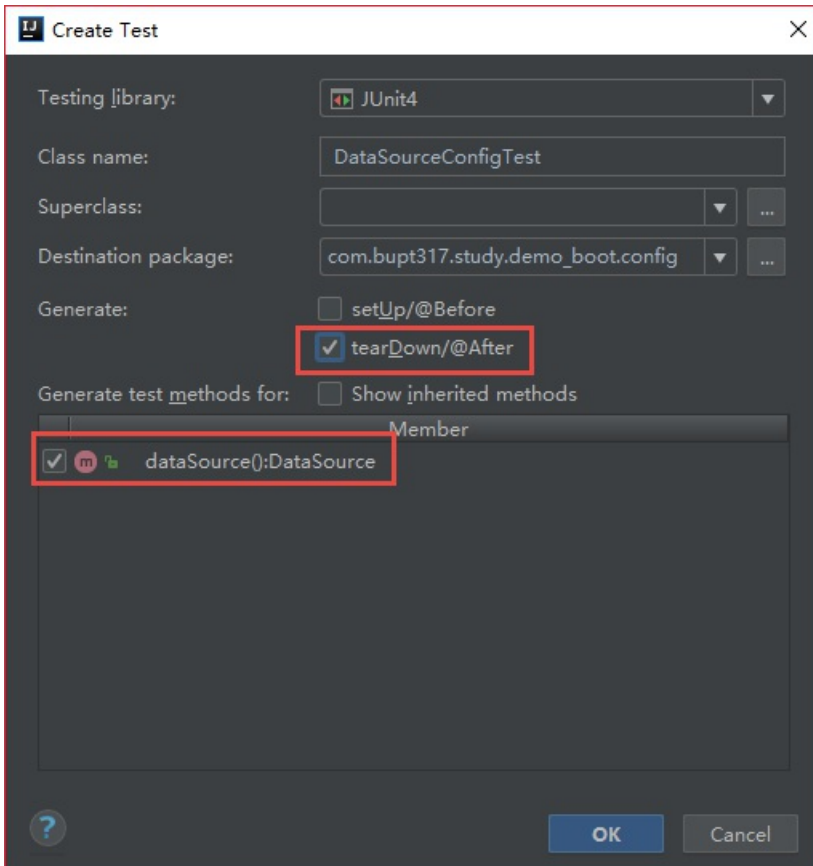 Create Test
Testing library:
JUnit4
Class name:
DataSourceConfigTest
Superclass:
...
Destination package:
com.bupt317.study.demo_boot.config
...
Generate:
setUp/@Before
tearDown/@After
Generate test methods for:
Show inherited methods
Member
m
dataSource():DataSource
?
OK
Cancel